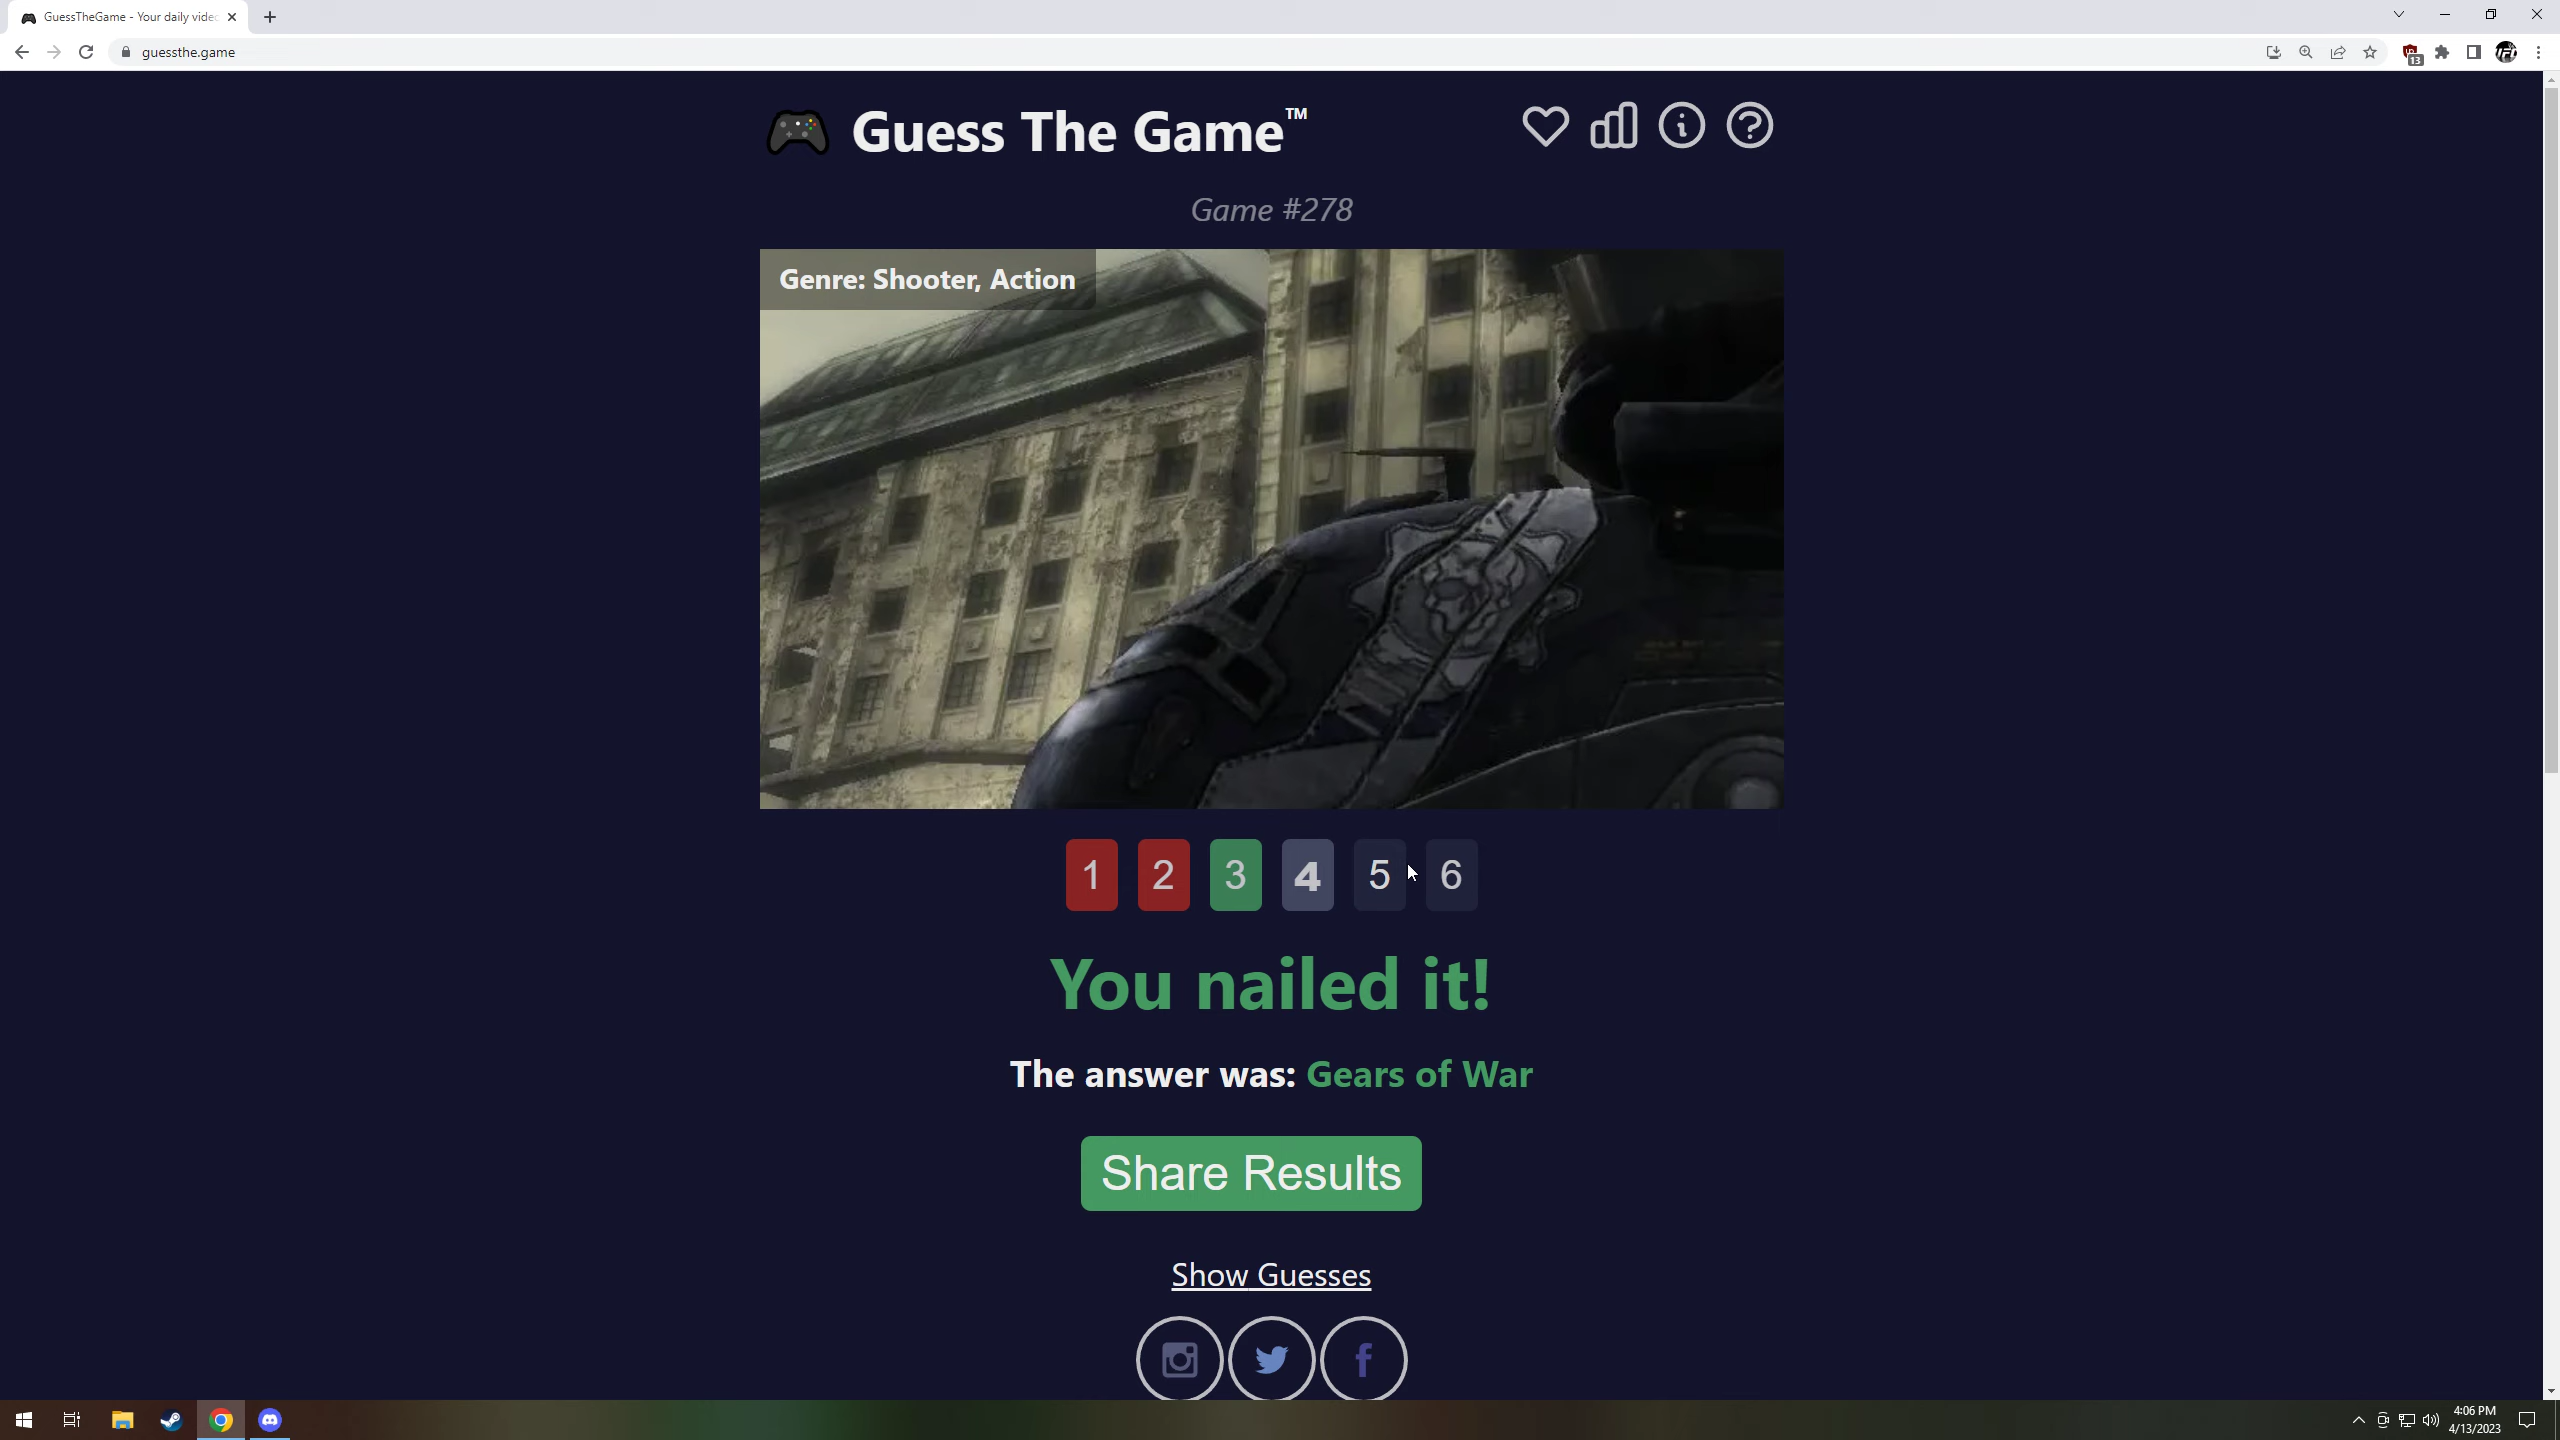 GuessTheGame - Your daily video
guessthe.game
13
Guess The Game™
Game #278
Genre: Shooter, Action
1 2 3 4 5 6
You nailed it!
The answer was: Gears of War
Share Results
Show Guesses
4:06 PM
4/13/2023